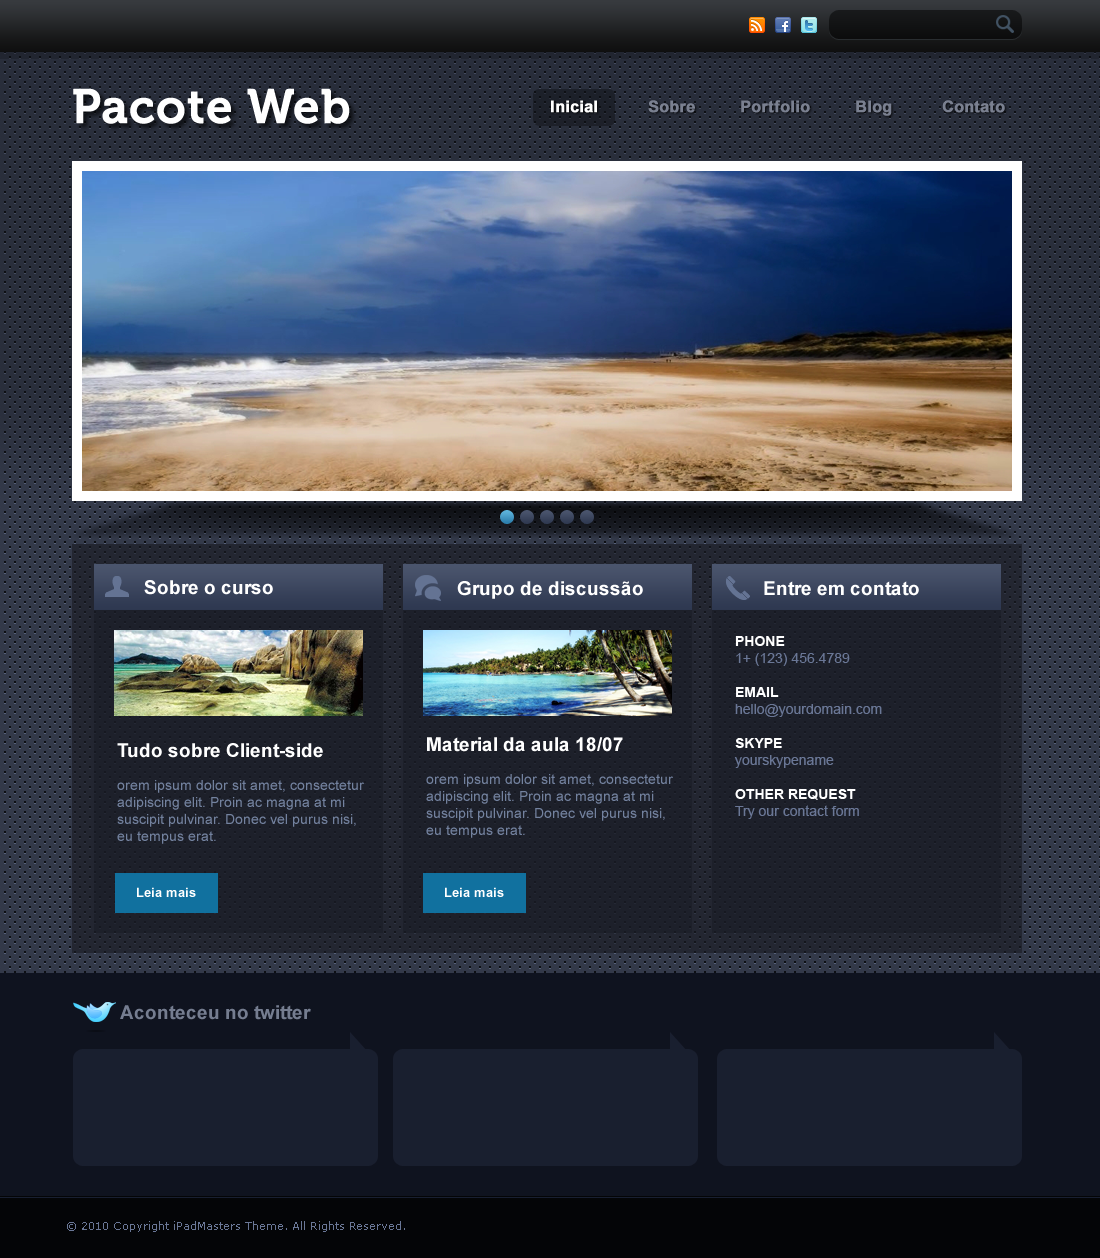 Pacote Web
Inicial Sobre Portfolio Blog Contato
Sobre o curso
Tudo sobre Client-side
orem ipsum dolor sit amet, consectetur
adipiscing elit. Proin ac magna at mi
suscipit pulvinar. Donec vel purus nisi,
eu tempus erat.
Leia mais
Grupo de discussão
Material da aula 18/07
orem ipsum dolor sit amet, consectetur
adipiscing elit. Proin ac magna at mi
suscipit pulvinar. Donec vel purus nisi,
eu tempus erat.
Leia mais
Entre em contato
PHONE
1+ (123) 456.4789
EMAIL
hello@yourdomain.com
SKYPE
yourskypename
OTHER REQUEST
Try our contact form
Aconteceu no twitter
© 2010 Copyright iPadMasters Theme. All Rights Reserved.